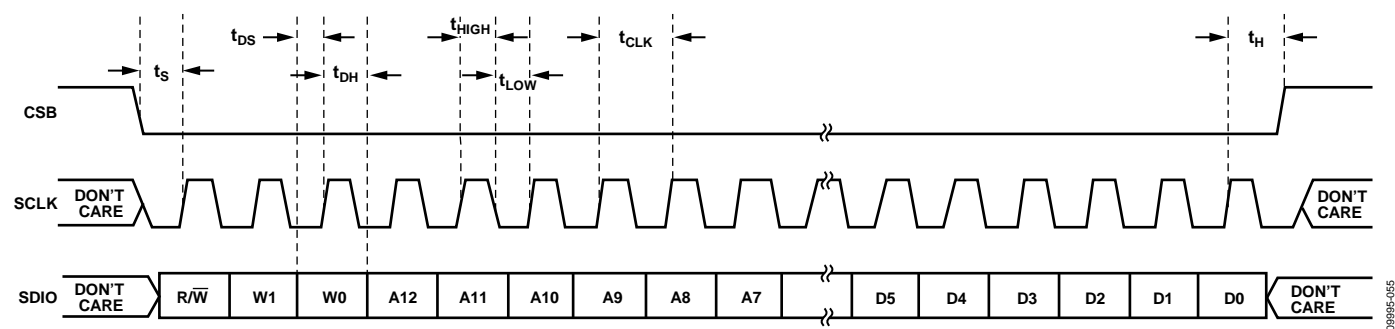 tDS
tHIGH
tCLK
tH
tS
tDH
tLOW
CSB
SCLK
DON'T
CARE
DON'T
CARE
SDIO
DON'T
CARE
R/W̅
W1
W0
A12
A11
A10
A9
A8
A7
D5
D4
D3
D2
D1
D0
DON'T
CARE
09995-055